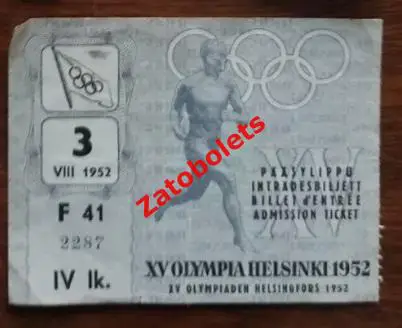 3
VIII 1952
F 41
2287
IV lk.
XV
PÄÄSYLIPPU
INTRÄDESBILJETT
BILLET D'ENTRÉE
ADMISSION TICKET
XV OLYMPIA HELSINKI 1952
XV OLYMPIADEN HELSINGFORS 1952
Zatobolets